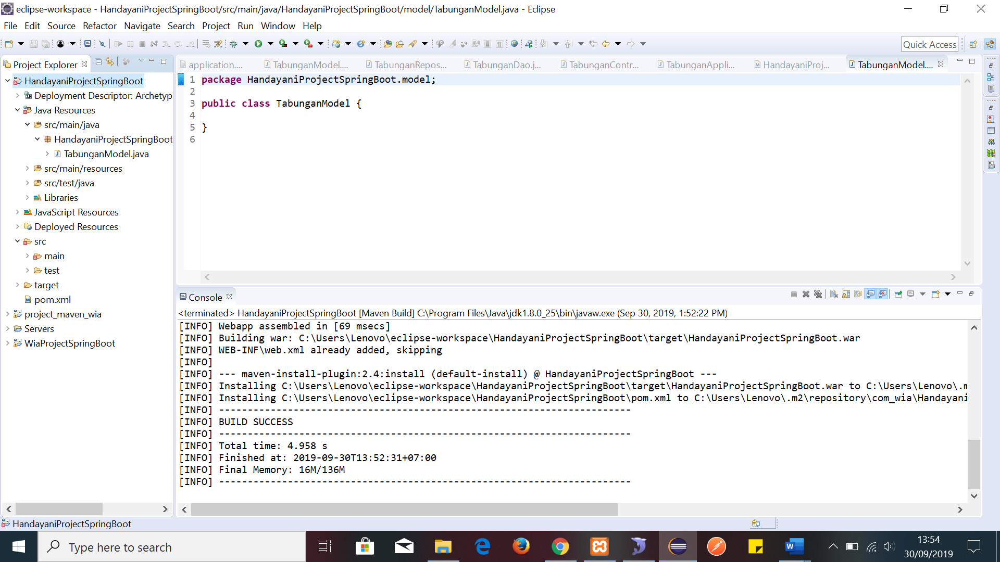 eclipse-workspace - HandayaniProjectSpringBoot/src/main/java/HandayaniProjectSpringBoot/model/TabunganModel.java - Eclipse
File Edit Source Refactor Navigate Search Project Run Window Help
Quick Access
Project Explorer
application....
TabunganModel....
TabunganRepos...
TabunganDao.j...
TabunganContr...
TabunganAppli...
HandayaniProj...
TabunganModel....
HandayaniProjectSpringBoot
Deployment Descriptor: Archetyp
Java Resources
src/main/java
HandayaniProjectSpringBoot
TabunganModel.java
src/main/resources
src/test/java
Libraries
JavaScript Resources
Deployed Resources
src
main
test
target
pom.xml
project_maven_wia
Servers
WiaProjectSpringBoot
1 package HandayaniProjectSpringBoot.model;
2
3 public class TabunganModel {
4
5 }
6
Console
<terminated> HandayaniProjectSpringBoot [Maven Build] C:\Program Files\Java\jdk1.8.0_25\bin\javaw.exe (Sep 30, 2019, 1:52:22 PM)
[INFO] Webapp assembled in [69 msecs]
[INFO] Building war: C:\Users\Lenovo\eclipse-workspace\HandayaniProjectSpringBoot\target\HandayaniProjectSpringBoot.war
[INFO] WEB-INF\web.xml already added, skipping
[INFO]
[INFO] --- maven-install-plugin:2.4:install (default-install) @ HandayaniProjectSpringBoot ---
[INFO] Installing C:\Users\Lenovo\eclipse-workspace\HandayaniProjectSpringBoot\target\HandayaniProjectSpringBoot.war to C:\Users\Lenovo\.m
[INFO] Installing C:\Users\Lenovo\eclipse-workspace\HandayaniProjectSpringBoot\pom.xml to C:\Users\Lenovo\.m2\repository\com_wia\Handayani
[INFO] ------------------------------------------------------------------------
[INFO] BUILD SUCCESS
[INFO] ------------------------------------------------------------------------
[INFO] Total time: 4.958 s
[INFO] Finished at: 2019-09-30T13:52:31+07:00
[INFO] Final Memory: 16M/136M
[INFO] ------------------------------------------------------------------------
HandayaniProjectSpringBoot
Type here to search
13:54
30/09/2019